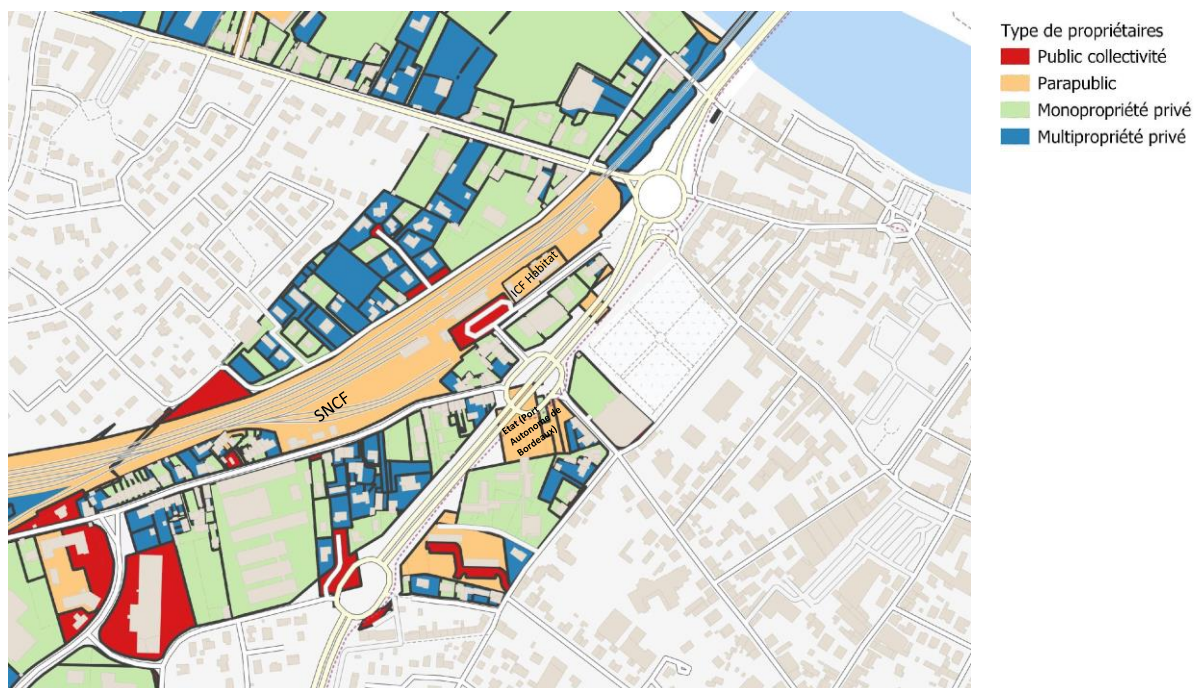 Type de propriétaires
Public collectivité
Parapublic
Monopropriété privé
Multipropriété privé
ICF Habitat
SNCF
Etat (Port
Autonome de
Bordeaux)